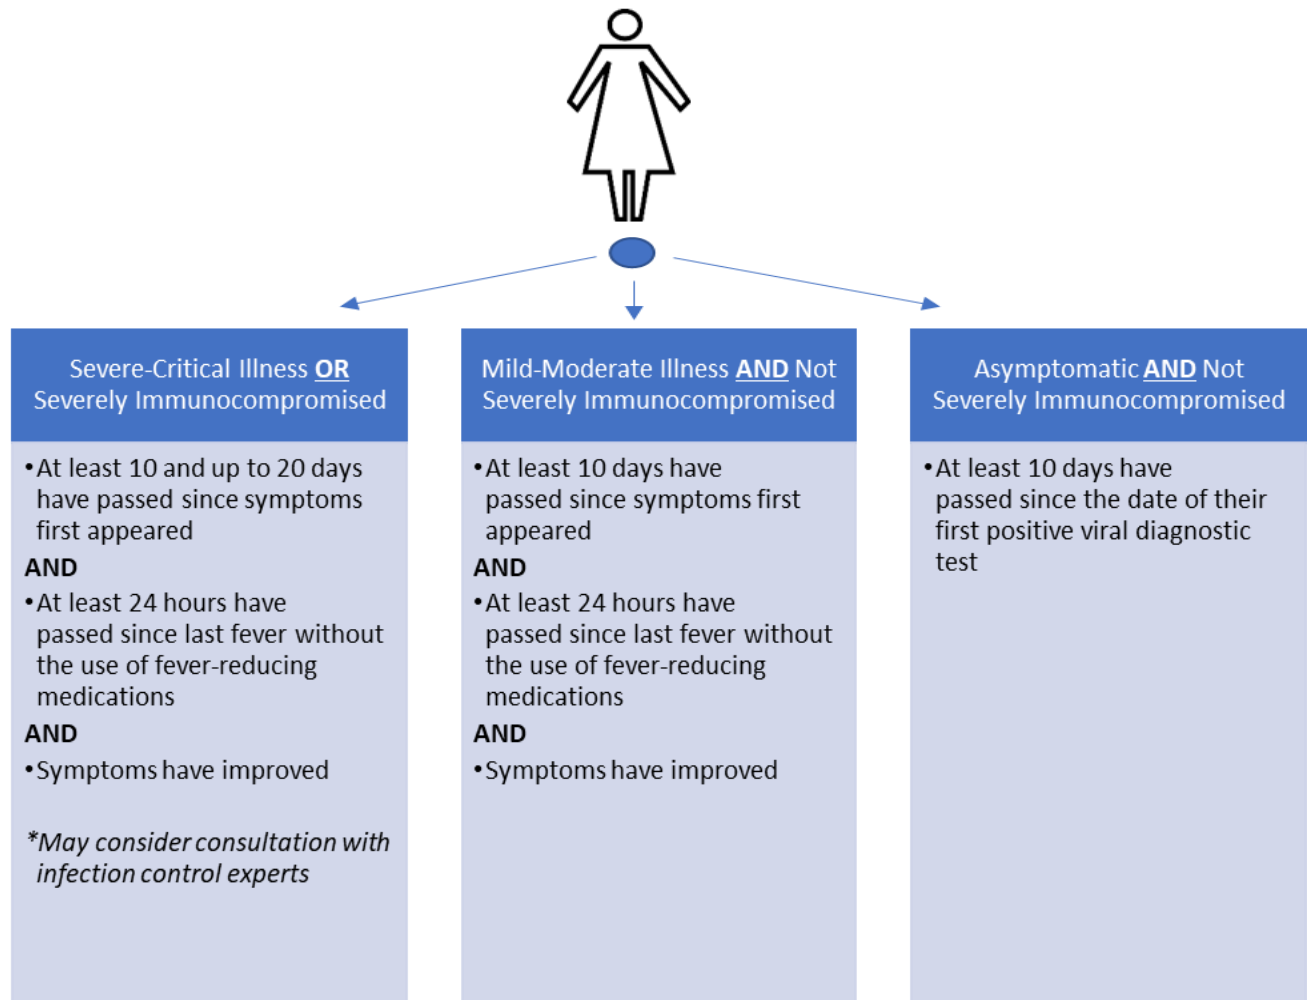 Severe-Critical Illness OR
Severely Immunocompromised
•At least 10 and up to 20 days
have passed since symptoms
first appeared
AND
•At least 24 hours have
passed since last fever without
the use of fever-reducing
medications
AND
•Symptoms have improved
*May consider consultation with
infection control experts
Mild-Moderate Illness AND Not
Severely Immunocompromised
•At least 10 days have
passed since symptoms first
appeared
AND
•At least 24 hours have
passed since last fever without
the use of fever-reducing
medications
AND
•Symptoms have improved
Asymptomatic AND Not
Severely Immunocompromised
•At least 10 days have
passed since the date of their
first positive viral diagnostic
test